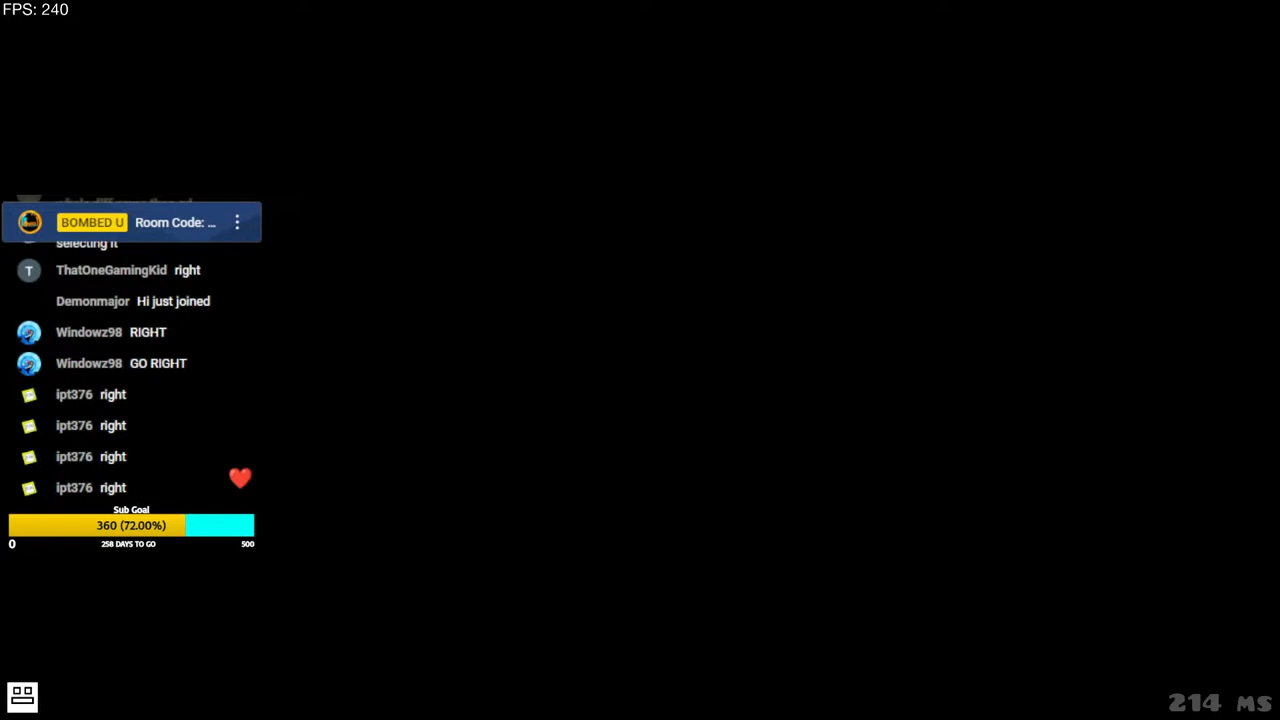 FPS: 240
BOMBED U Room Code: ...
selecting it
T ThatOneGamingKid right
Demonmajor Hi just joined
Windowz98 RIGHT
Windowz98 GO RIGHT
ipt376 right
ipt376 right
ipt376 right
ipt376 right
Sub Goal
360 (72.00%)
0 258 DAYS TO GO 500
214 MS